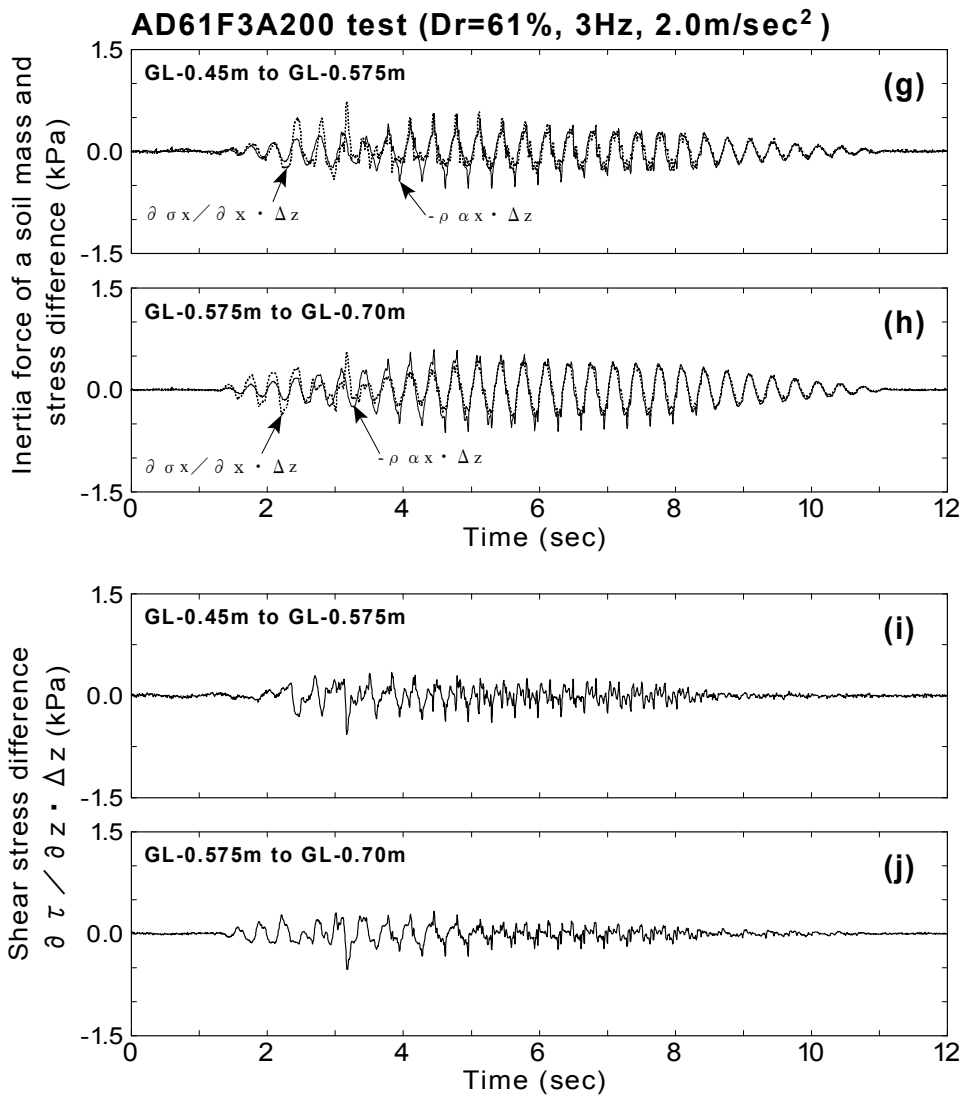 AD61F3A200 test (Dr=61%, 3Hz, 2.0m/sec²)
Inertia force of a soil mass and
stress difference (kPa)
1.5
GL-0.45m to GL-0.575m
(g)
0.0
∂ σx／∂ x ・ Δz
-ρ αx・Δz
-1.5
1.5
GL-0.575m to GL-0.70m
(h)
0.0
∂ σx／∂ x ・ Δz
-ρ αx・Δz
-1.5
0 2 4 6 8 10 12
Time (sec)
Shear stress difference
∂ τ／∂z・Δz (kPa)
1.5
GL-0.45m to GL-0.575m
(i)
0.0
-1.5
1.5
GL-0.575m to GL-0.70m
(j)
0.0
-1.5
0 2 4 6 8 10 12
Time (sec)